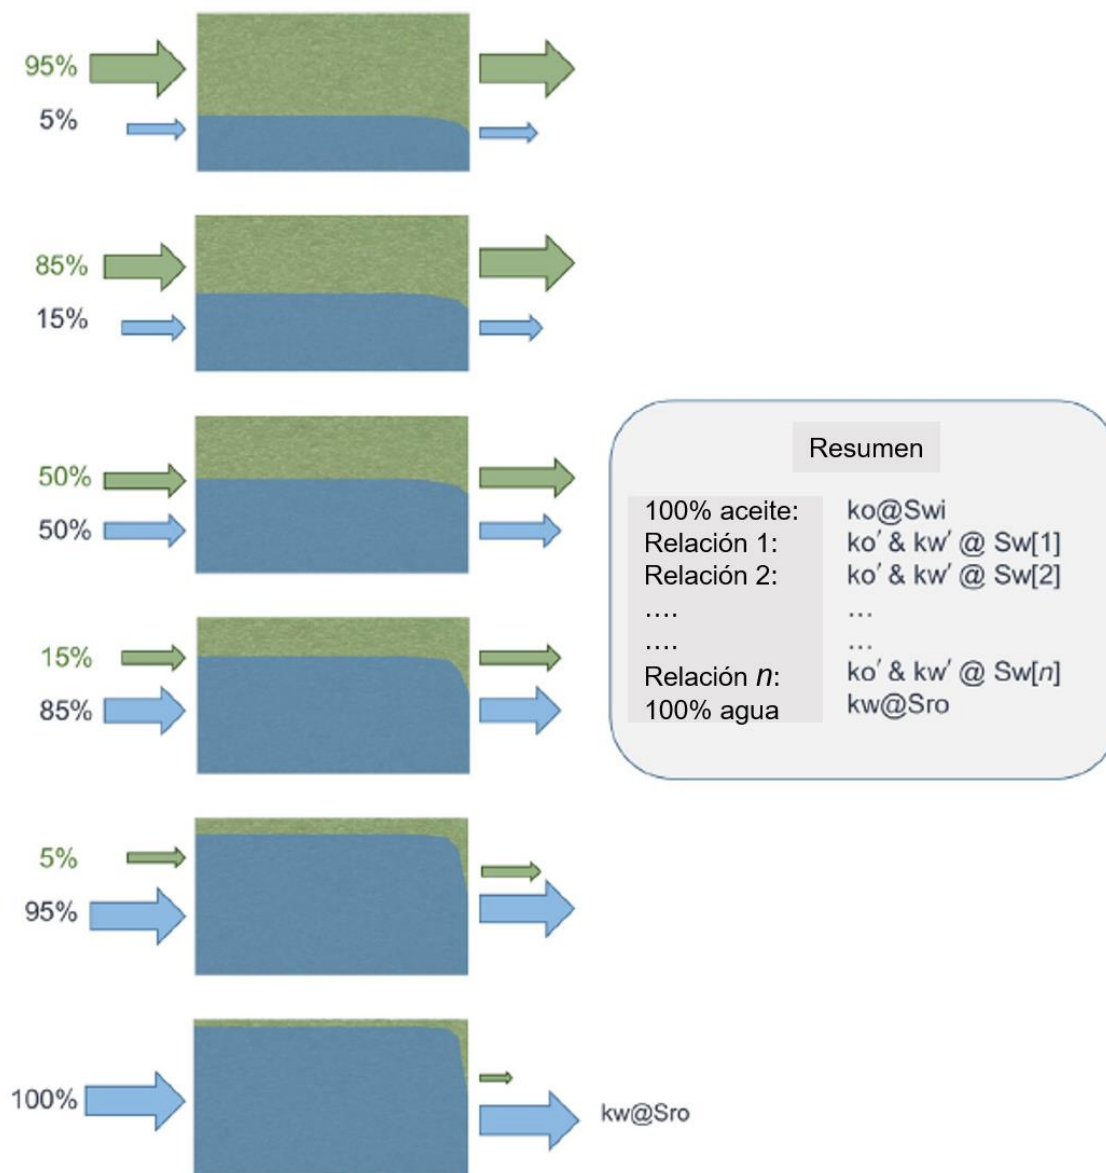 95%
5%
85%
15%
50%
50%
15%
85%
5%
95%
100%
kw@Sro
Resumen
100% aceite: ko@Swi
Relación 1: ko′ & kw′ @ Sw[1]
Relación 2: ko′ & kw′ @ Sw[2]
.... ...
.... ...
Relación n: ko′ & kw′ @ Sw[n]
100% agua kw@Sro